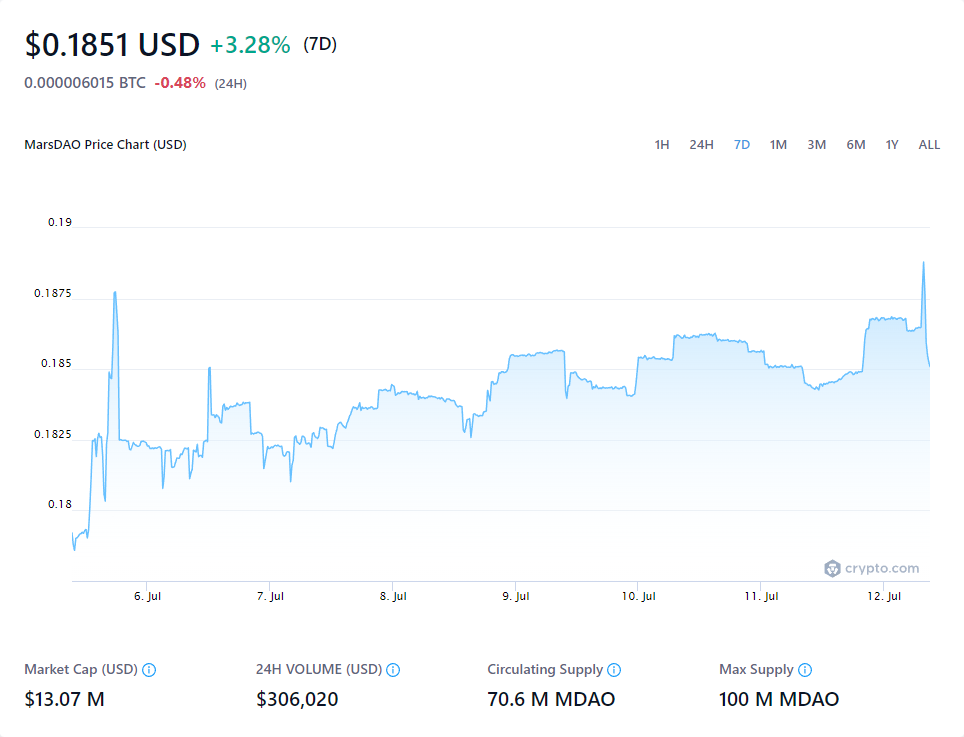 $0.1851 USD +3.28% (7D)
0.000006015 BTC -0.48% (24H)
MarsDAO Price Chart (USD) 1H 24H 7D 1M 3M 6M 1Y ALL
0.19
0.1875
0.185
0.1825
0.18
crypto.com
6. Jul 7. Jul 8. Jul 9. Jul 10. Jul 11. Jul 12. Jul
Market Cap (USD) 24H VOLUME (USD) Circulating Supply Max Supply
$13.07 M $306,020 70.6 M MDAO 100 M MDAO